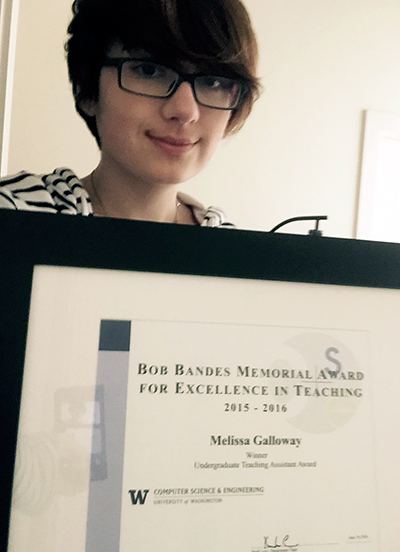 S
BOB BANDES MEMORIAL AWARD
FOR EXCELLENCE IN TEACHING
2015 - 2016
Melissa Galloway
Winner
Undergraduate Teaching Assistant Award
W COMPUTER SCIENCE & ENGINEERING
UNIVERSITY OF WASHINGTON